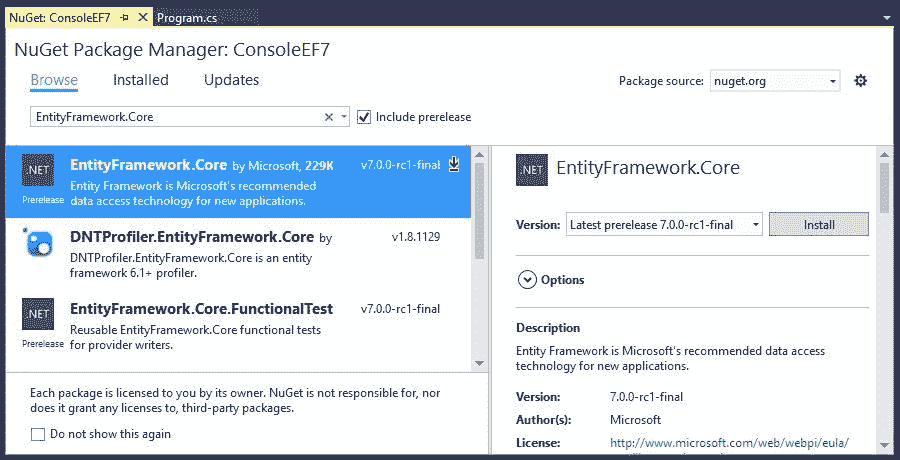 NuGet: ConsoleEF7
Program.cs
NuGet Package Manager: ConsoleEF7
Browse Installed Updates
Package source: nuget.org
EntityFramework.Core
Include prerelease
.NET
EntityFramework.Core by Microsoft, 229K v7.0.0-rc1-final
Prerelease
Entity Framework is Microsoft's recommended
data access technology for new applications.
DNTProfiler.EntityFramework.Core by v1.8.1129
DNTProfiler.EntityFramework.Core is an entity
framework 6.1+ profiler.
.NET
EntityFramework.Core.FunctionalTest v7.0.0-rc1-final
Prerelease
Reusable EntityFramework.Core functional tests
for provider writers.
Each package is licensed to you by its owner. NuGet is not responsible for, nor
does it grant any licenses to, third-party packages.
Do not show this again
.NET
EntityFramework.Core
Version: Latest prerelease 7.0.0-rc1-final Install
Options
Description
Entity Framework is Microsoft's recommended data access
technology for new applications.
Version: 7.0.0-rc1-final
Author(s): Microsoft
License: http://www.microsoft.com/web/webpi/eula/